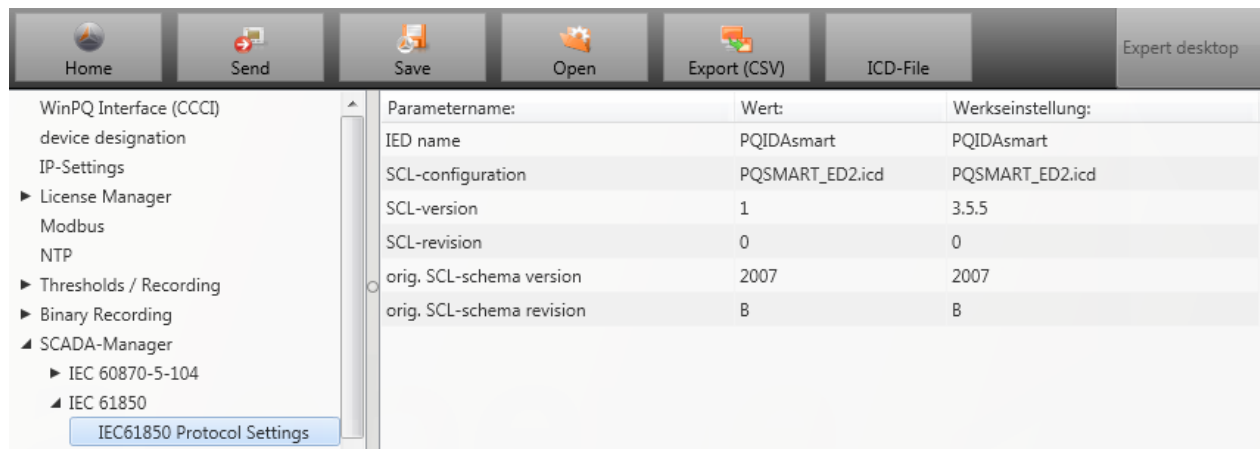 Home Send Save Open Export (CSV) ICD-File Expert desktop
WinPQ Interface (CCCI)
device designation
IP-Settings
License Manager
Modbus
NTP
Thresholds / Recording
Binary Recording
SCADA-Manager
IEC 60870-5-104
IEC 61850
IEC61850 Protocol Settings
Parametername: Wert: Werkseinstellung:
IED name PQIDAsmart PQIDAsmart
SCL-configuration PQSMART_ED2.icd PQSMART_ED2.icd
SCL-version 1 3.5.5
SCL-revision 0 0
orig. SCL-schema version 2007 2007
orig. SCL-schema revision B B